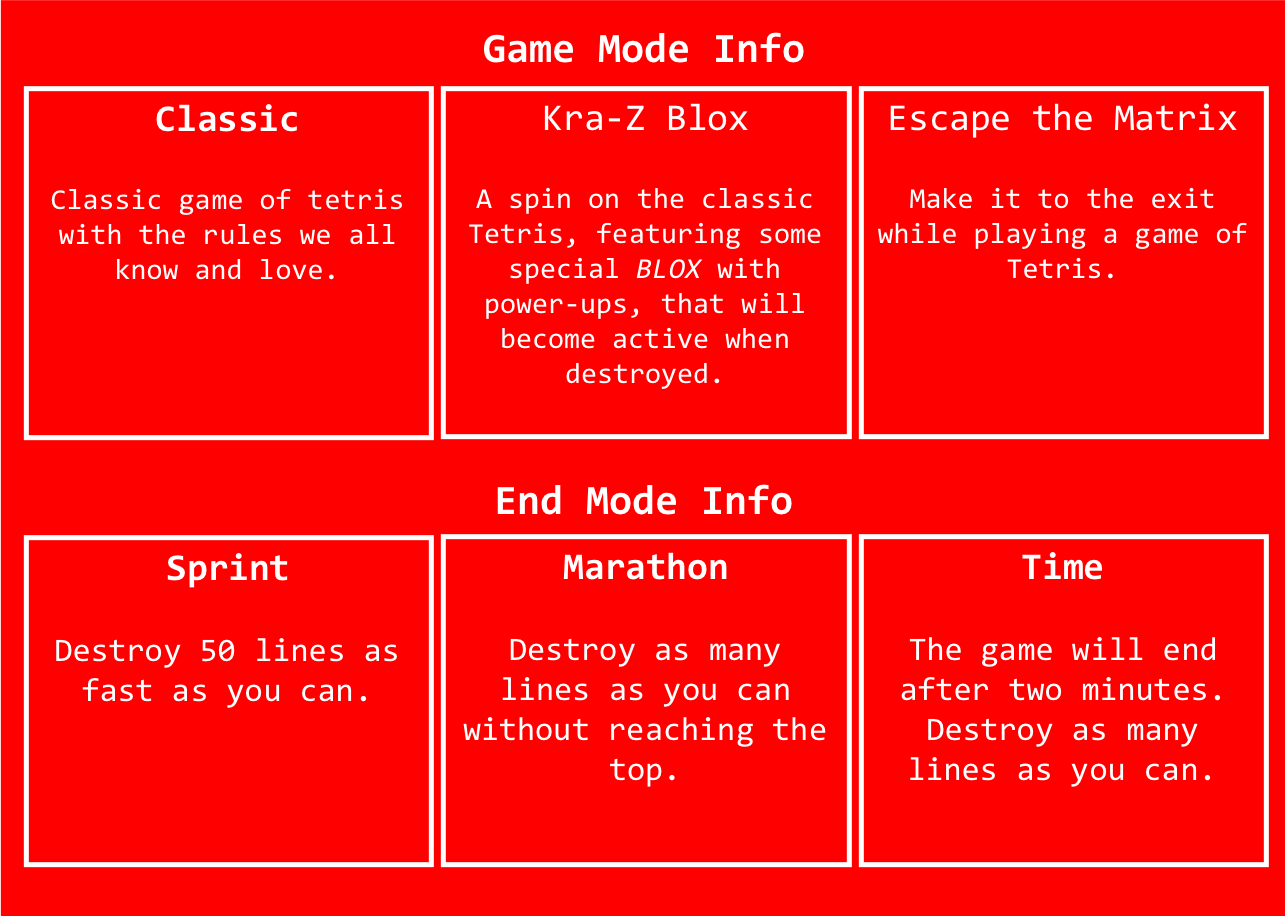 Game Mode Info
Classic
Classic game of tetris
with the rules we all
know and love.
Kra-Z Blox
A spin on the classic
Tetris, featuring some
special BLOX with
power-ups, that will
become active when
destroyed.
Escape the Matrix
Make it to the exit
while playing a game of
Tetris.
End Mode Info
Sprint
Destroy 50 lines as
fast as you can.
Marathon
Destroy as many
lines as you can
without reaching the
top.
Time
The game will end
after two minutes.
Destroy as many
lines as you can.